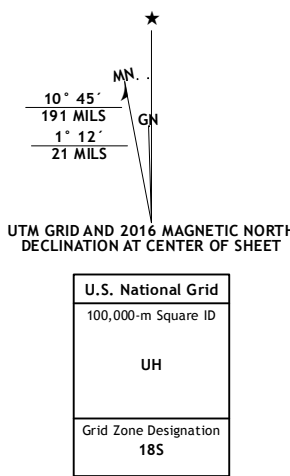 ★
MN
10° 45´
191 MILS
GN
1° 12´
21 MILS
UTM GRID AND 2016 MAGNETIC NORTH
DECLINATION AT CENTER OF SHEET
U.S. National Grid
100,000-m Square ID
UH
Grid Zone Designation
18S